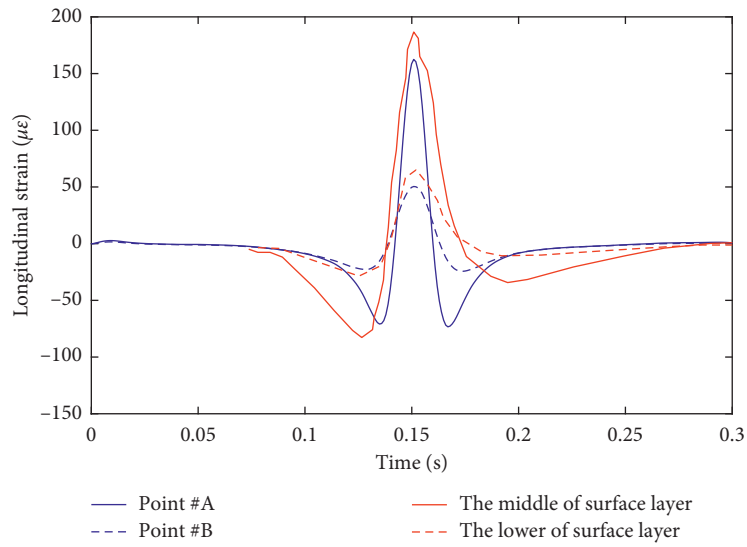 200
150
100
50
0
−50
−100
−150
Longitudinal strain (με)
0 0.05 0.1 0.15 0.2 0.25 0.3
Time (s)
Point #A
Point #B
The middle of surface layer
The lower of surface layer